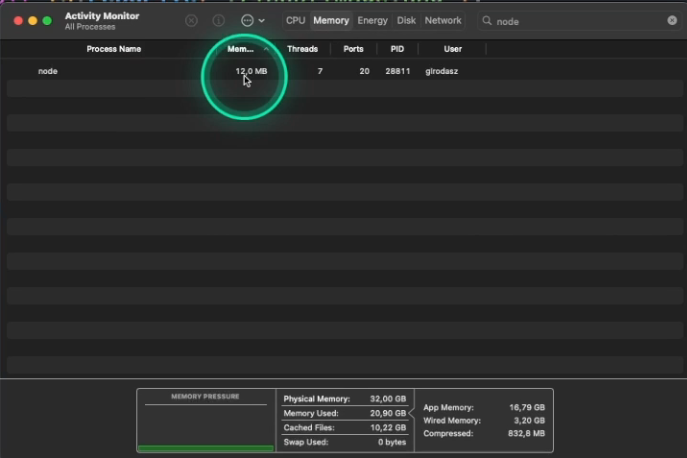 Activity Monitor
All Processes
CPU Memory Energy Disk Network
node
Process Name Mem... Threads Ports PID User
node 12,0 MB 7 20 28811 girodasz
MEMORY PRESSURE
Physical Memory: 32,00 GB
Memory Used: 20,90 GB
Cached Files: 10,22 GB
Swap Used: 0 bytes
App Memory: 16,79 GB
Wired Memory: 3,20 GB
Compressed: 832,8 MB